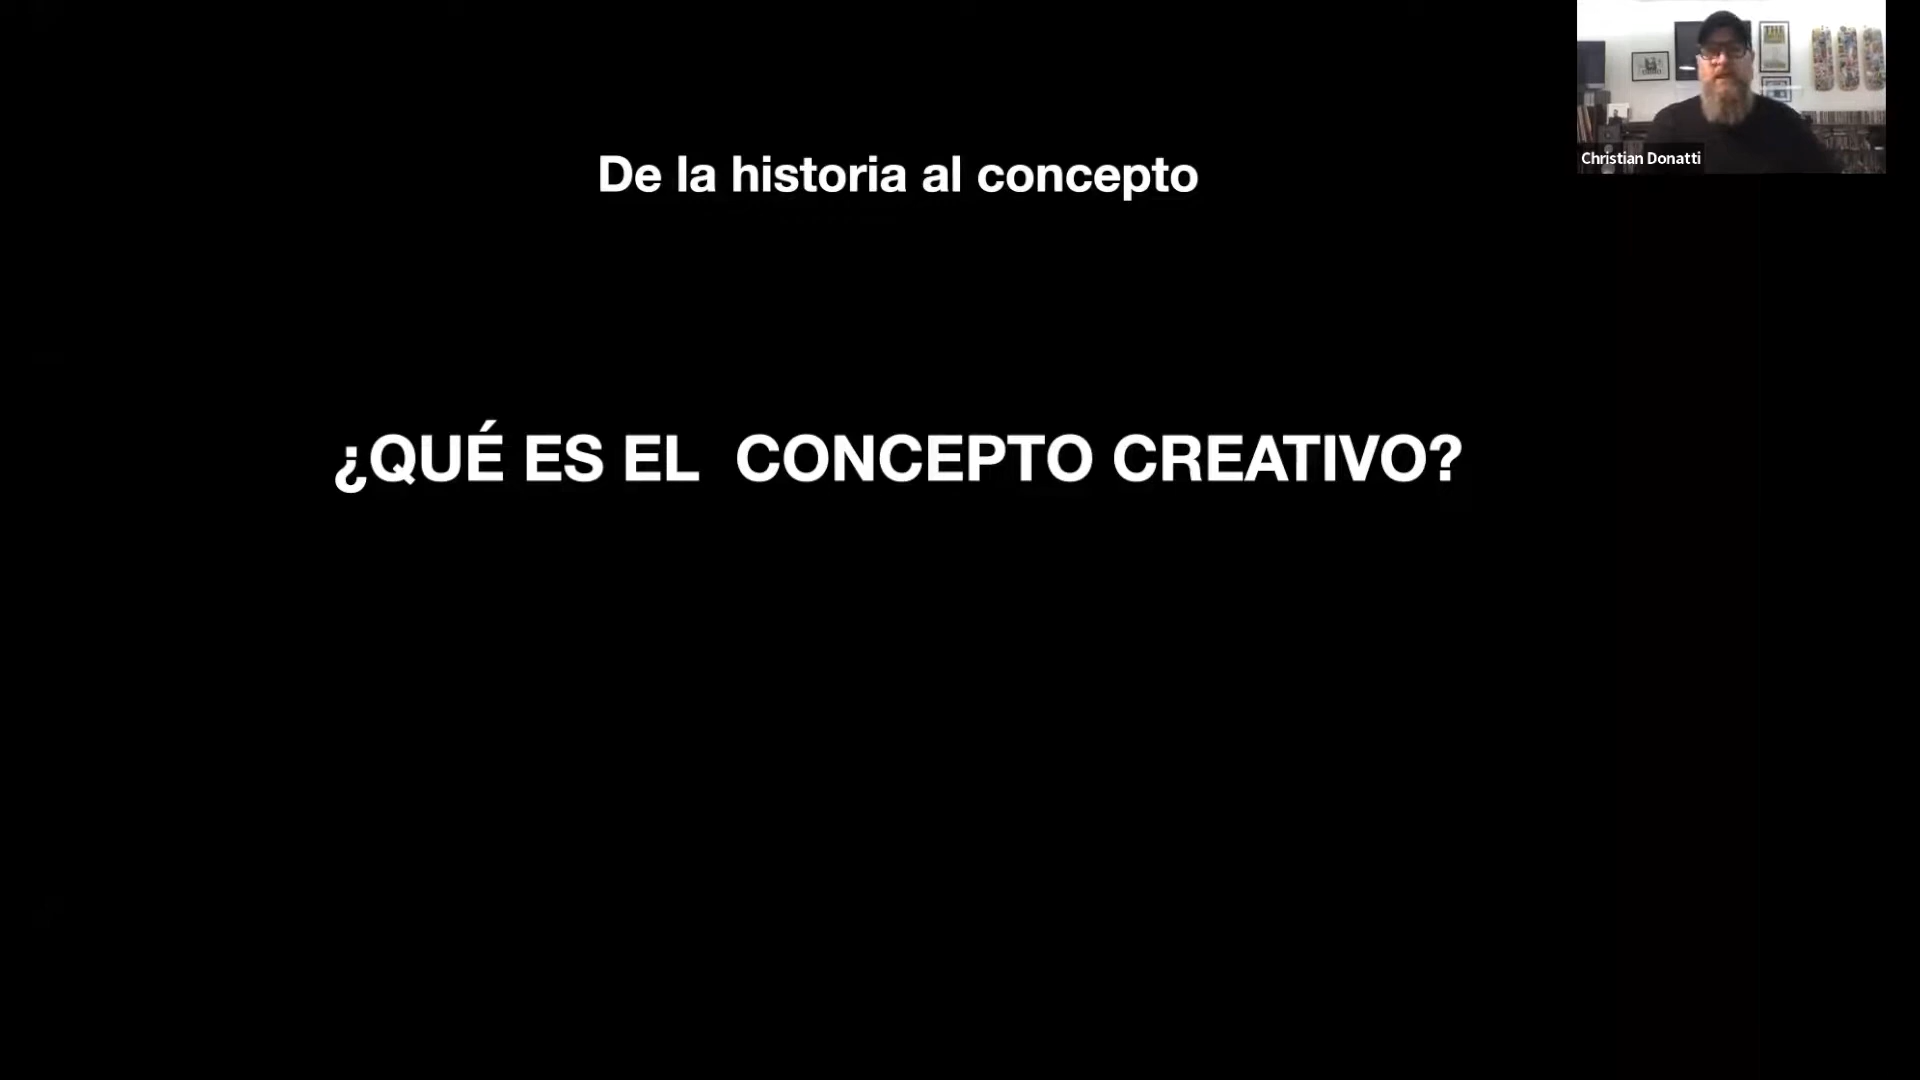 De la historia al concepto
¿QUÉ ES EL  CONCEPTO CREATIVO?
Christian Donatti